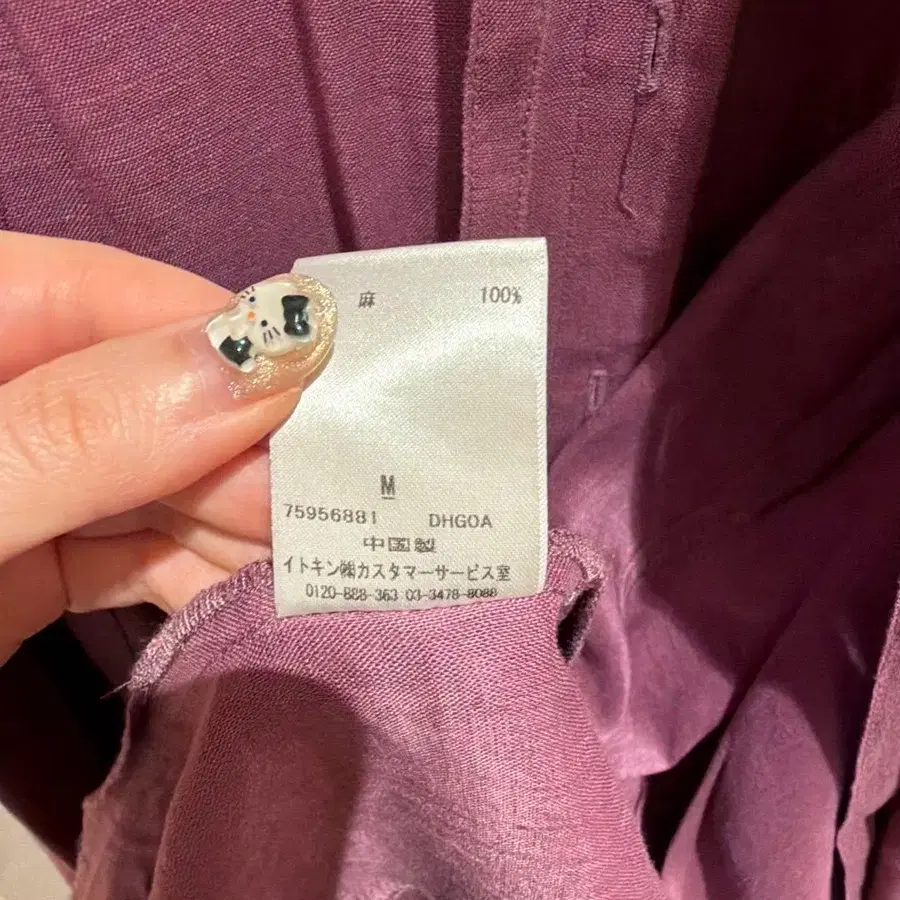 麻 100%
M
75956881 DHGOA
中国製
イトキン㈱カスタマーサービス室
0120-888-363 03-3478-8088